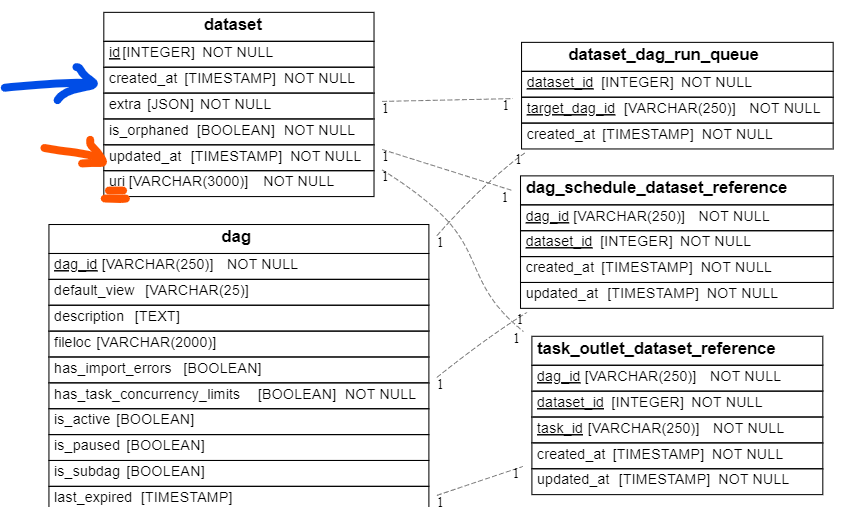 dataset
id [INTEGER] NOT NULL
created_at [TIMESTAMP] NOT NULL
extra [JSON] NOT NULL
is_orphaned [BOOLEAN] NOT NULL
updated_at [TIMESTAMP] NOT NULL
uri [VARCHAR(3000)] NOT NULL
dag
dag_id [VARCHAR(250)] NOT NULL
default_view [VARCHAR(25)]
description [TEXT]
fileloc [VARCHAR(2000)]
has_import_errors [BOOLEAN]
has_task_concurrency_limits [BOOLEAN] NOT NULL
is_active [BOOLEAN]
is_paused [BOOLEAN]
is_subdag [BOOLEAN]
last_expired [TIMESTAMP]
1
1
1
1
1
1
1
1
1
1
1
1
dataset_dag_run_queue
dataset_id [INTEGER] NOT NULL
target_dag_id [VARCHAR(250)] NOT NULL
created_at [TIMESTAMP] NOT NULL
dag_schedule_dataset_reference
dag_id [VARCHAR(250)] NOT NULL
dataset_id [INTEGER] NOT NULL
created_at [TIMESTAMP] NOT NULL
updated_at [TIMESTAMP] NOT NULL
task_outlet_dataset_reference
dag_id [VARCHAR(250)] NOT NULL
dataset_id [INTEGER] NOT NULL
task_id [VARCHAR(250)] NOT NULL
created_at [TIMESTAMP] NOT NULL
updated_at [TIMESTAMP] NOT NULL